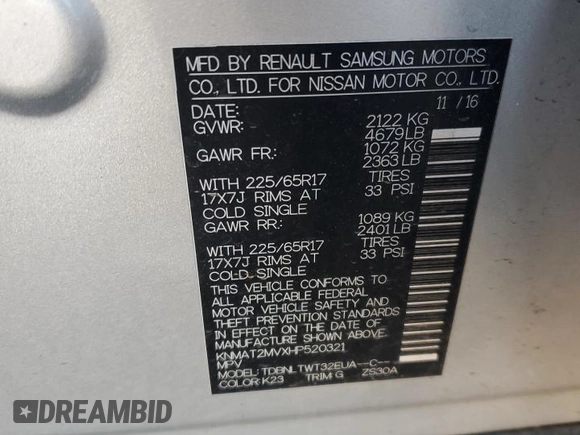 MFD BY RENAULT SAMSUNG MOTORS
CO., LTD. FOR NISSAN MOTOR CO., LTD.
DATE: 11 / 16
GVWR: 2122 KG
4679 LB
GAWR FR: 1072 KG
2363 LB
WITH 225/65R17 TIRES
17X7J RIMS AT 33 PSI
COLD SINGLE
GAWR RR: 1089 KG
2401 LB
WITH 225/65R17 TIRES
17X7J RIMS AT 33 PSI
COLD SINGLE
THIS VEHICLE CONFORMS TO
ALL APPLICABLE FEDERAL
MOTOR VEHICLE SAFETY AND
THEFT PREVENTION STANDARDS
IN EFFECT ON THE DATE OF
MANUFACTURE SHOWN ABOVE.
KNMAT2MVXHP520321
MPV
MODEL: TDBNLTWT32EUA--C---
COLOR: K23 TRIM: G ZS30A
DREAMBID